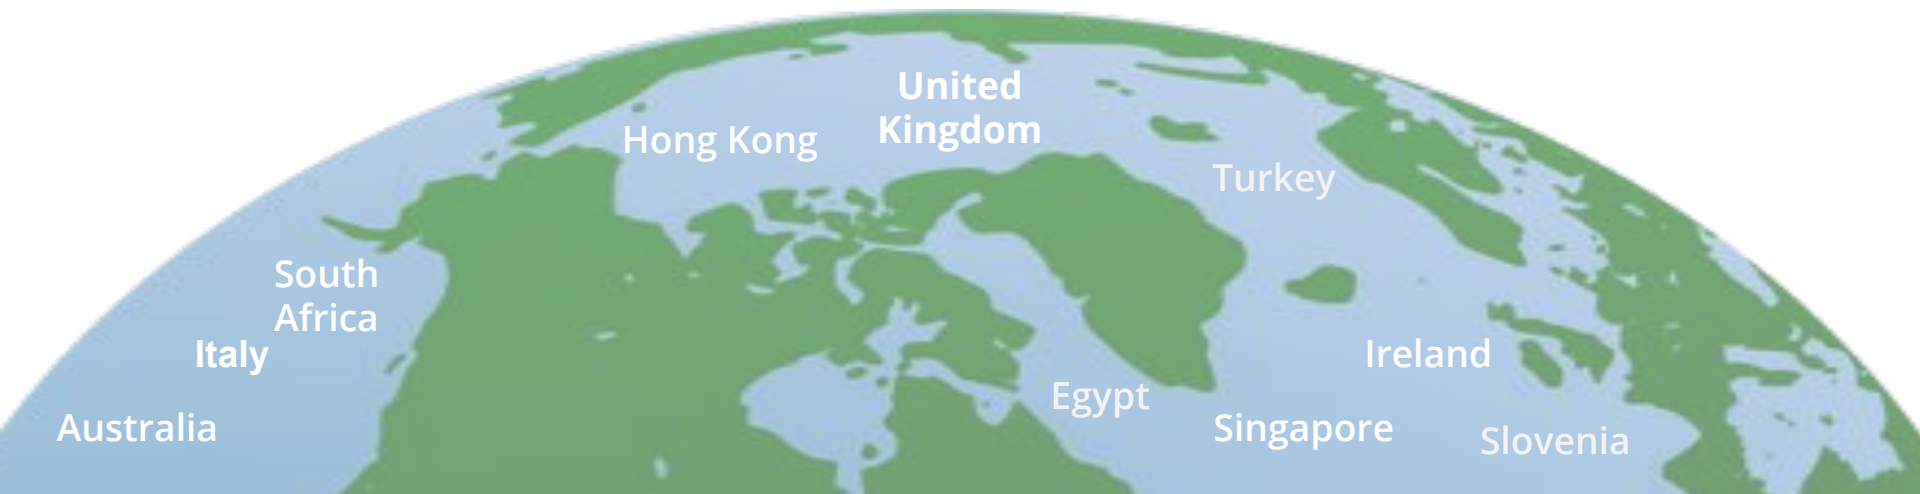 United
Kingdom
Hong Kong
Turkey
South
Africa
Italy
Ireland
Egypt
Australia
Singapore
Slovenia